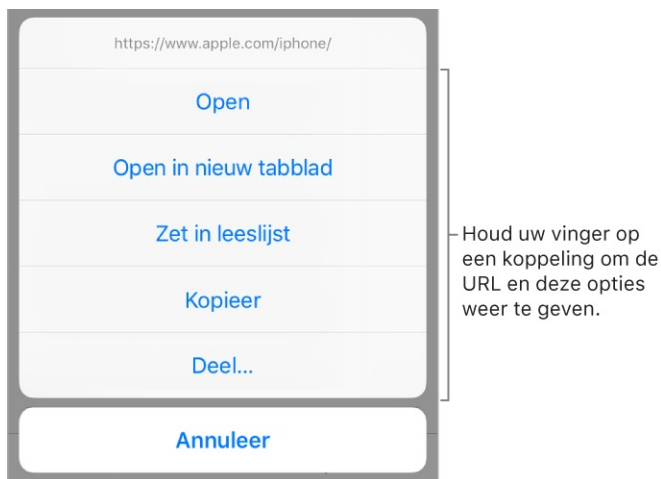 https://www.apple.com/iphone/
Open
Open in nieuw tabblad
Zet in leeslijst
Kopieer
Deel...
Annuleer
Houd uw vinger op
een koppeling om de
URL en deze opties
weer te geven.